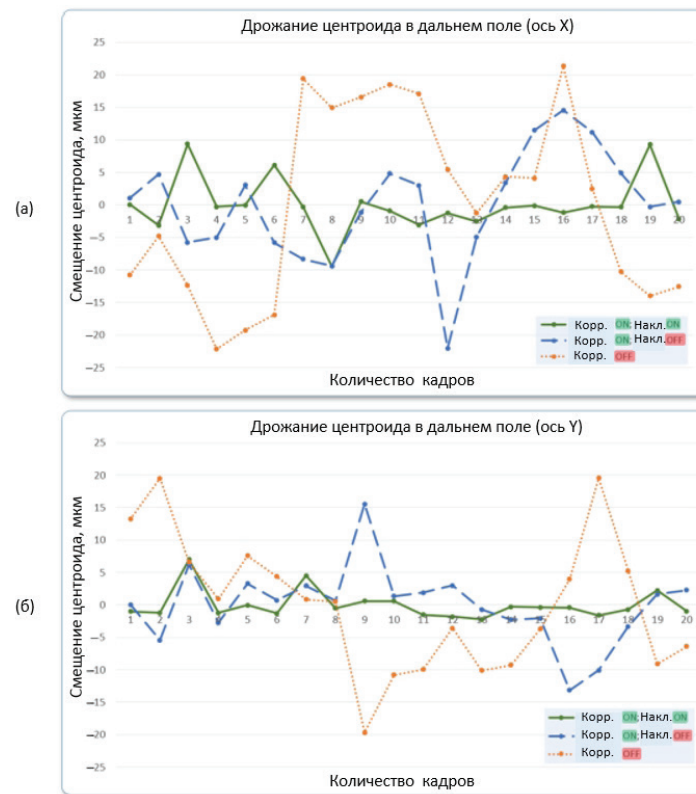 Дрожание центроида в дальнем поле (ось X)
25
20
15
10
5
0
−5
−10
−15
−20
−25
Смещение центроида, мкм
1 2 3 4 5 6 7 8 9 10 11 12 13 14 15 16 17 18 19 20
(а)
Корр. ON; Накл. ON
Корр. ON; Накл. OFF
Корр. OFF
Количество кадров
Дрожание центроида в дальнем поле (ось Y)
25
20
15
10
5
0
−5
−10
−15
−20
−25
Смещение центроида, мкм
1 2 3 4 5 6 7 8 9 10 11 12 13 14 15 16 17 18 19 20
(б)
Корр. ON; Накл. ON
Корр. ON; Накл. OFF
Корр. OFF
Количество кадров